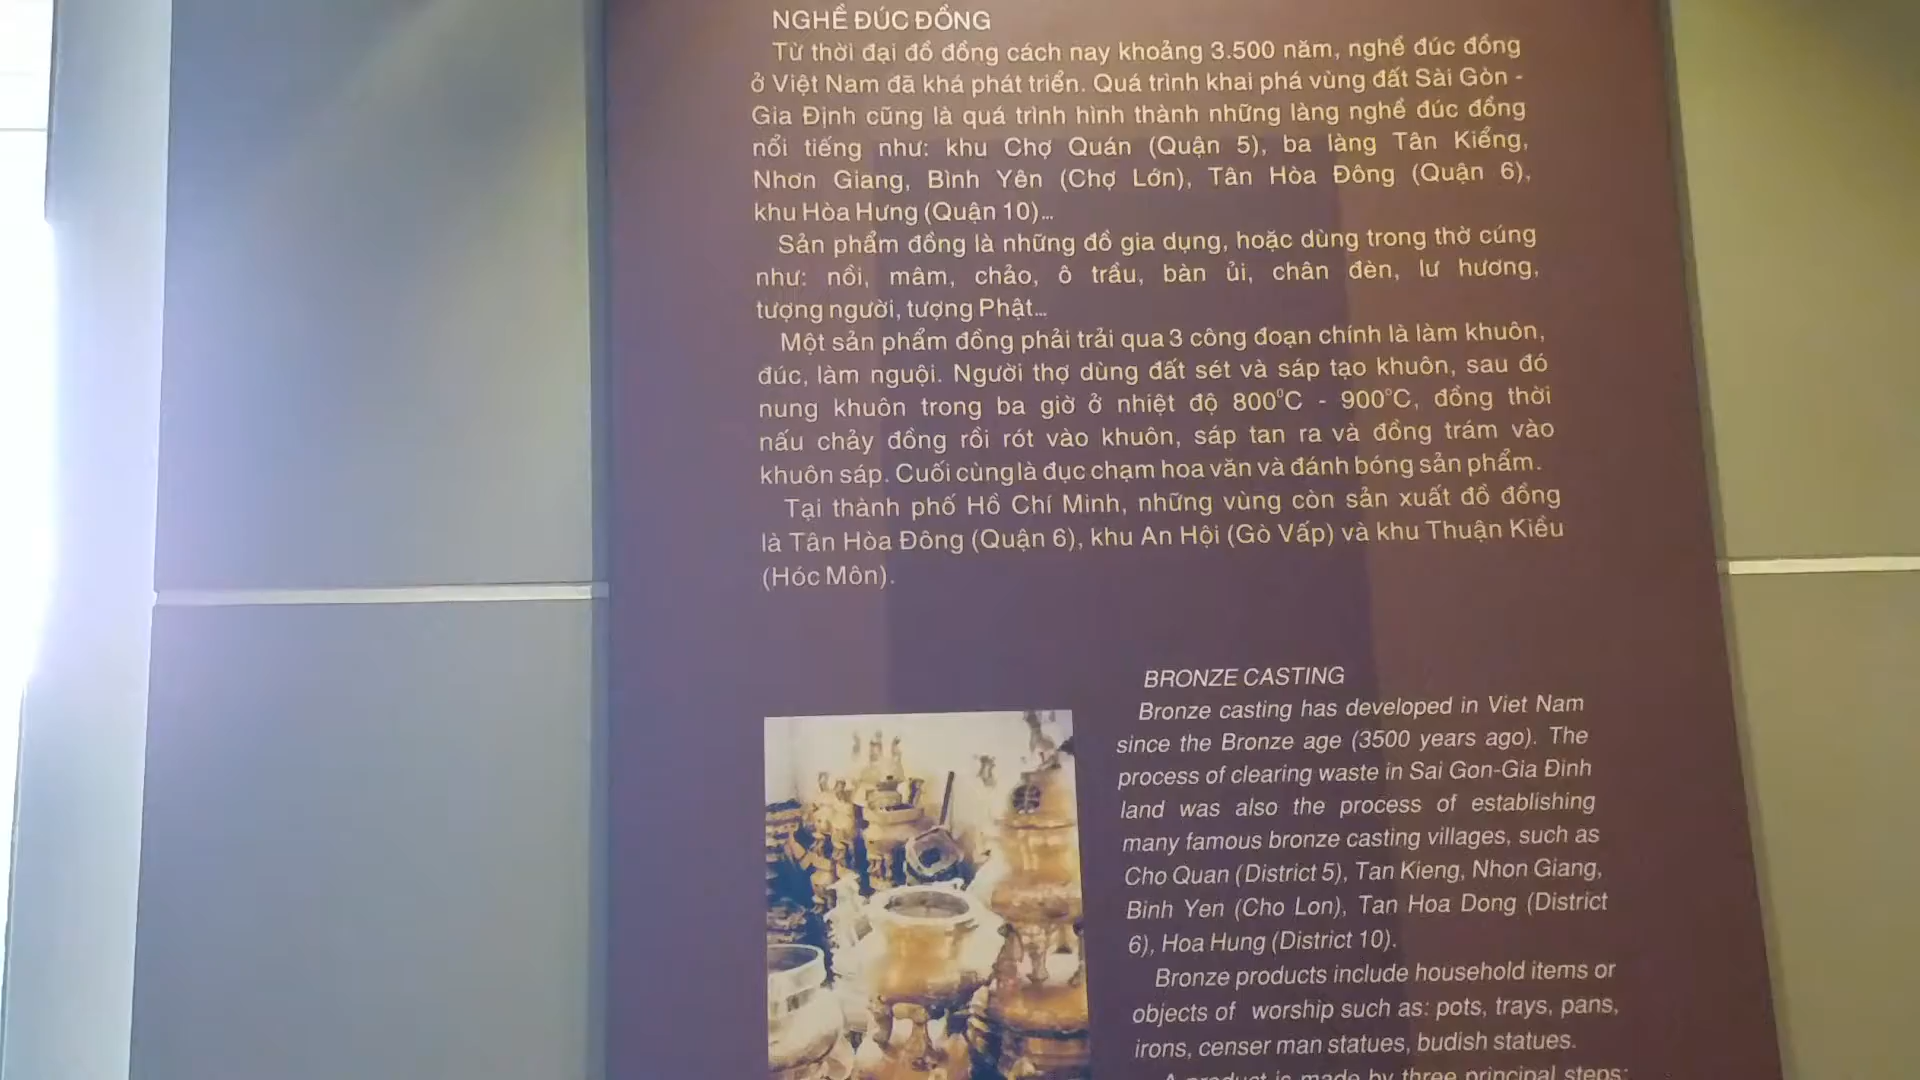 NGHỀ ĐÚC ĐỒNG
Từ thời đại đồ đồng cách nay khoảng 3.500 năm, nghề đúc đồng
ở Việt Nam đã khá phát triển. Quá trình khai phá vùng đất Sài Gòn -
Gia Định cũng là quá trình hình thành những làng nghề đúc đồng
nổi tiếng như: khu Chợ Quán (Quận 5), ba làng Tân Kiểng,
Nhơn Giang, Bình Yên (Chợ Lớn), Tân Hòa Đông (Quận 6),
khu Hòa Hưng (Quận 10)...
Sản phẩm đồng là những đồ gia dụng, hoặc dùng trong thờ cúng
như: nồi, mâm, chảo, ô trầu, bàn ủi, chân đèn, lư hương,
tượng người, tượng Phật...
Một sản phẩm đồng phải trải qua 3 công đoạn chính là làm khuôn,
đúc, làm nguội. Người thợ dùng đất sét và sáp tạo khuôn, sau đó
nung khuôn trong ba giờ ở nhiệt độ 800°C - 900°C, đồng thời
nấu chảy đồng rồi rót vào khuôn, sáp tan ra và đồng trám vào
khuôn sáp. Cuối cùng là đục chạm hoa văn và đánh bóng sản phẩm.
Tại thành phố Hồ Chí Minh, những vùng còn sản xuất đồ đồng
là Tân Hòa Đông (Quận 6), khu An Hội (Gò Vấp) và khu Thuận Kiều
(Hóc Môn).
BRONZE CASTING
Bronze casting has developed in Viet Nam
since the Bronze age (3500 years ago). The
process of clearing waste in Sai Gon-Gia Đinh
land was also the process of establishing
many famous bronze casting villages, such as
Cho Quan (District 5), Tan Kieng, Nhon Giang,
Binh Yen (Cho Lon), Tan Hoa Dong (District
6), Hoa Hung (District 10).
Bronze products include household items or
objects of worship such as: pots, trays, pans,
irons, censer man statues, budish statues.
A product is made by three principal steps: